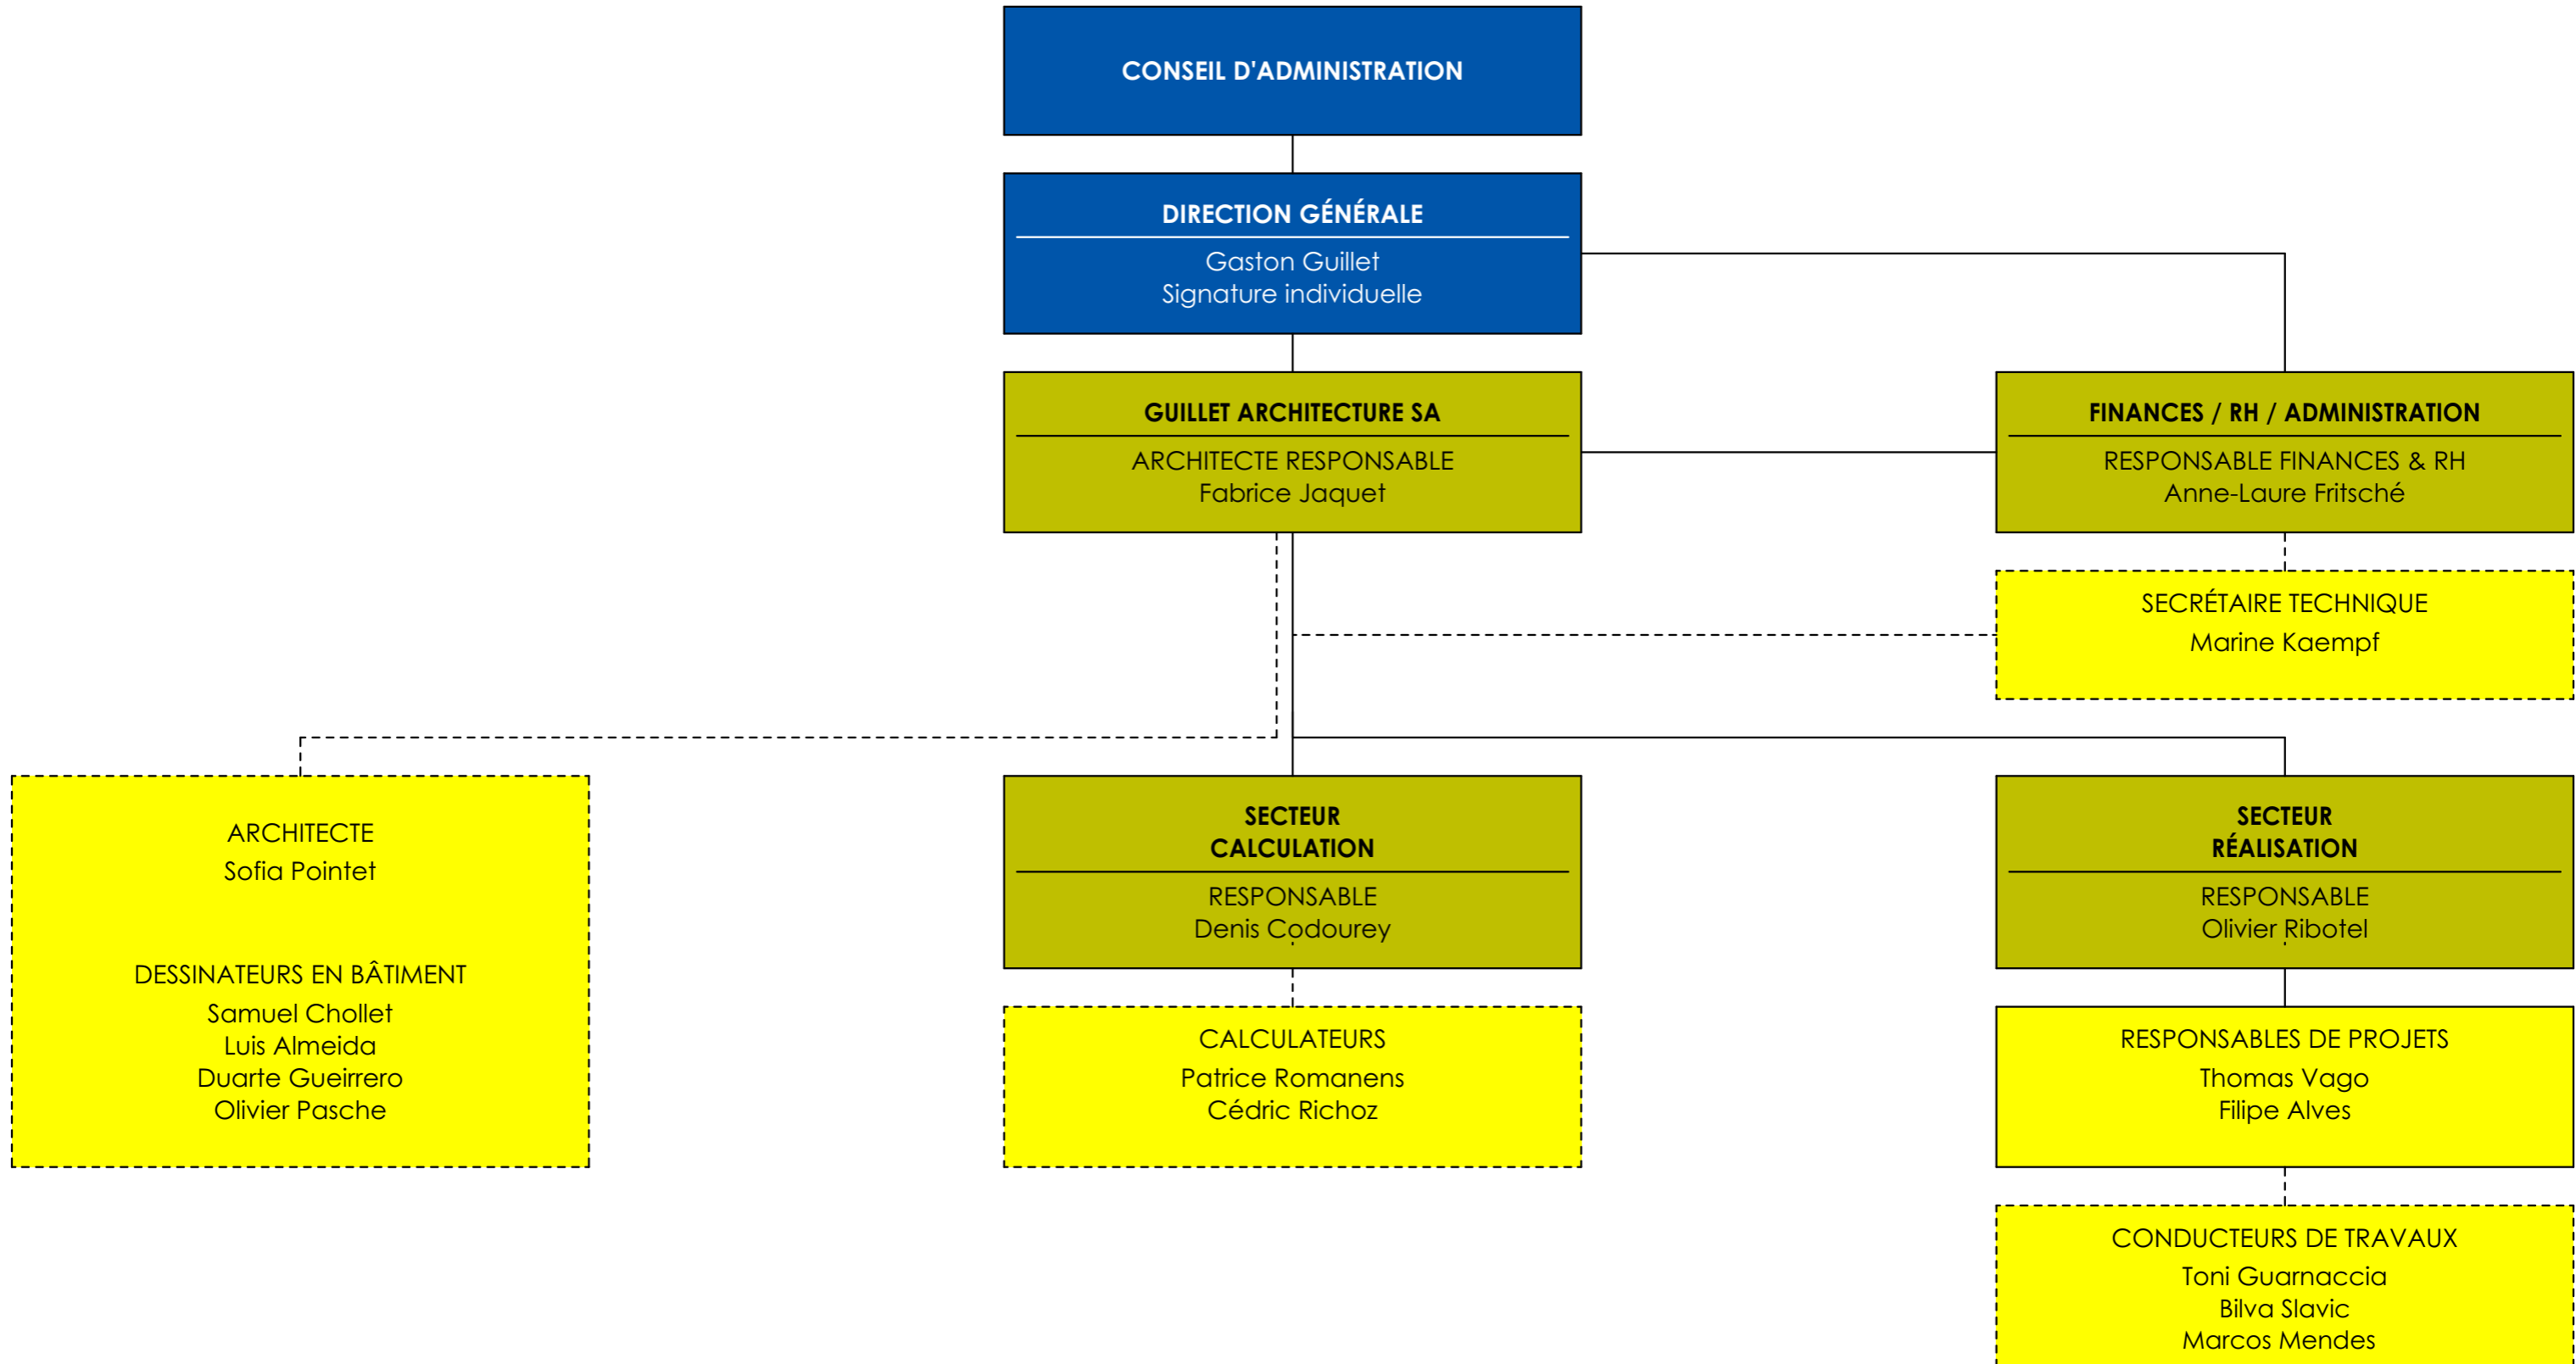 CONSEIL D'ADMINISTRATION
DIRECTION GÉNÉRALE
Gaston Guillet
Signature individuelle
GUILLET ARCHITECTURE SA
ARCHITECTE RESPONSABLE
Fabrice Jaquet
FINANCES / RH / ADMINISTRATION
RESPONSABLE FINANCES & RH
Anne-Laure Fritsché
SECRÉTAIRE TECHNIQUE
Marine Kaempf
ARCHITECTE
Sofia Pointet
DESSINATEURS EN BÂTIMENT
Samuel Chollet
Luis Almeida
Duarte Gueirrero
Olivier Pasche
SECTEUR
CALCULATION
RESPONSABLE
Denis Codourey
CALCULATEURS
Patrice Romanens
Cédric Richoz
SECTEUR
RÉALISATION
RESPONSABLE
Olivier Ribotel
RESPONSABLES DE PROJETS
Thomas Vago
Filipe Alves
CONDUCTEURS DE TRAVAUX
Toni Guarnaccia
Bilva Slavic
Marcos Mendes